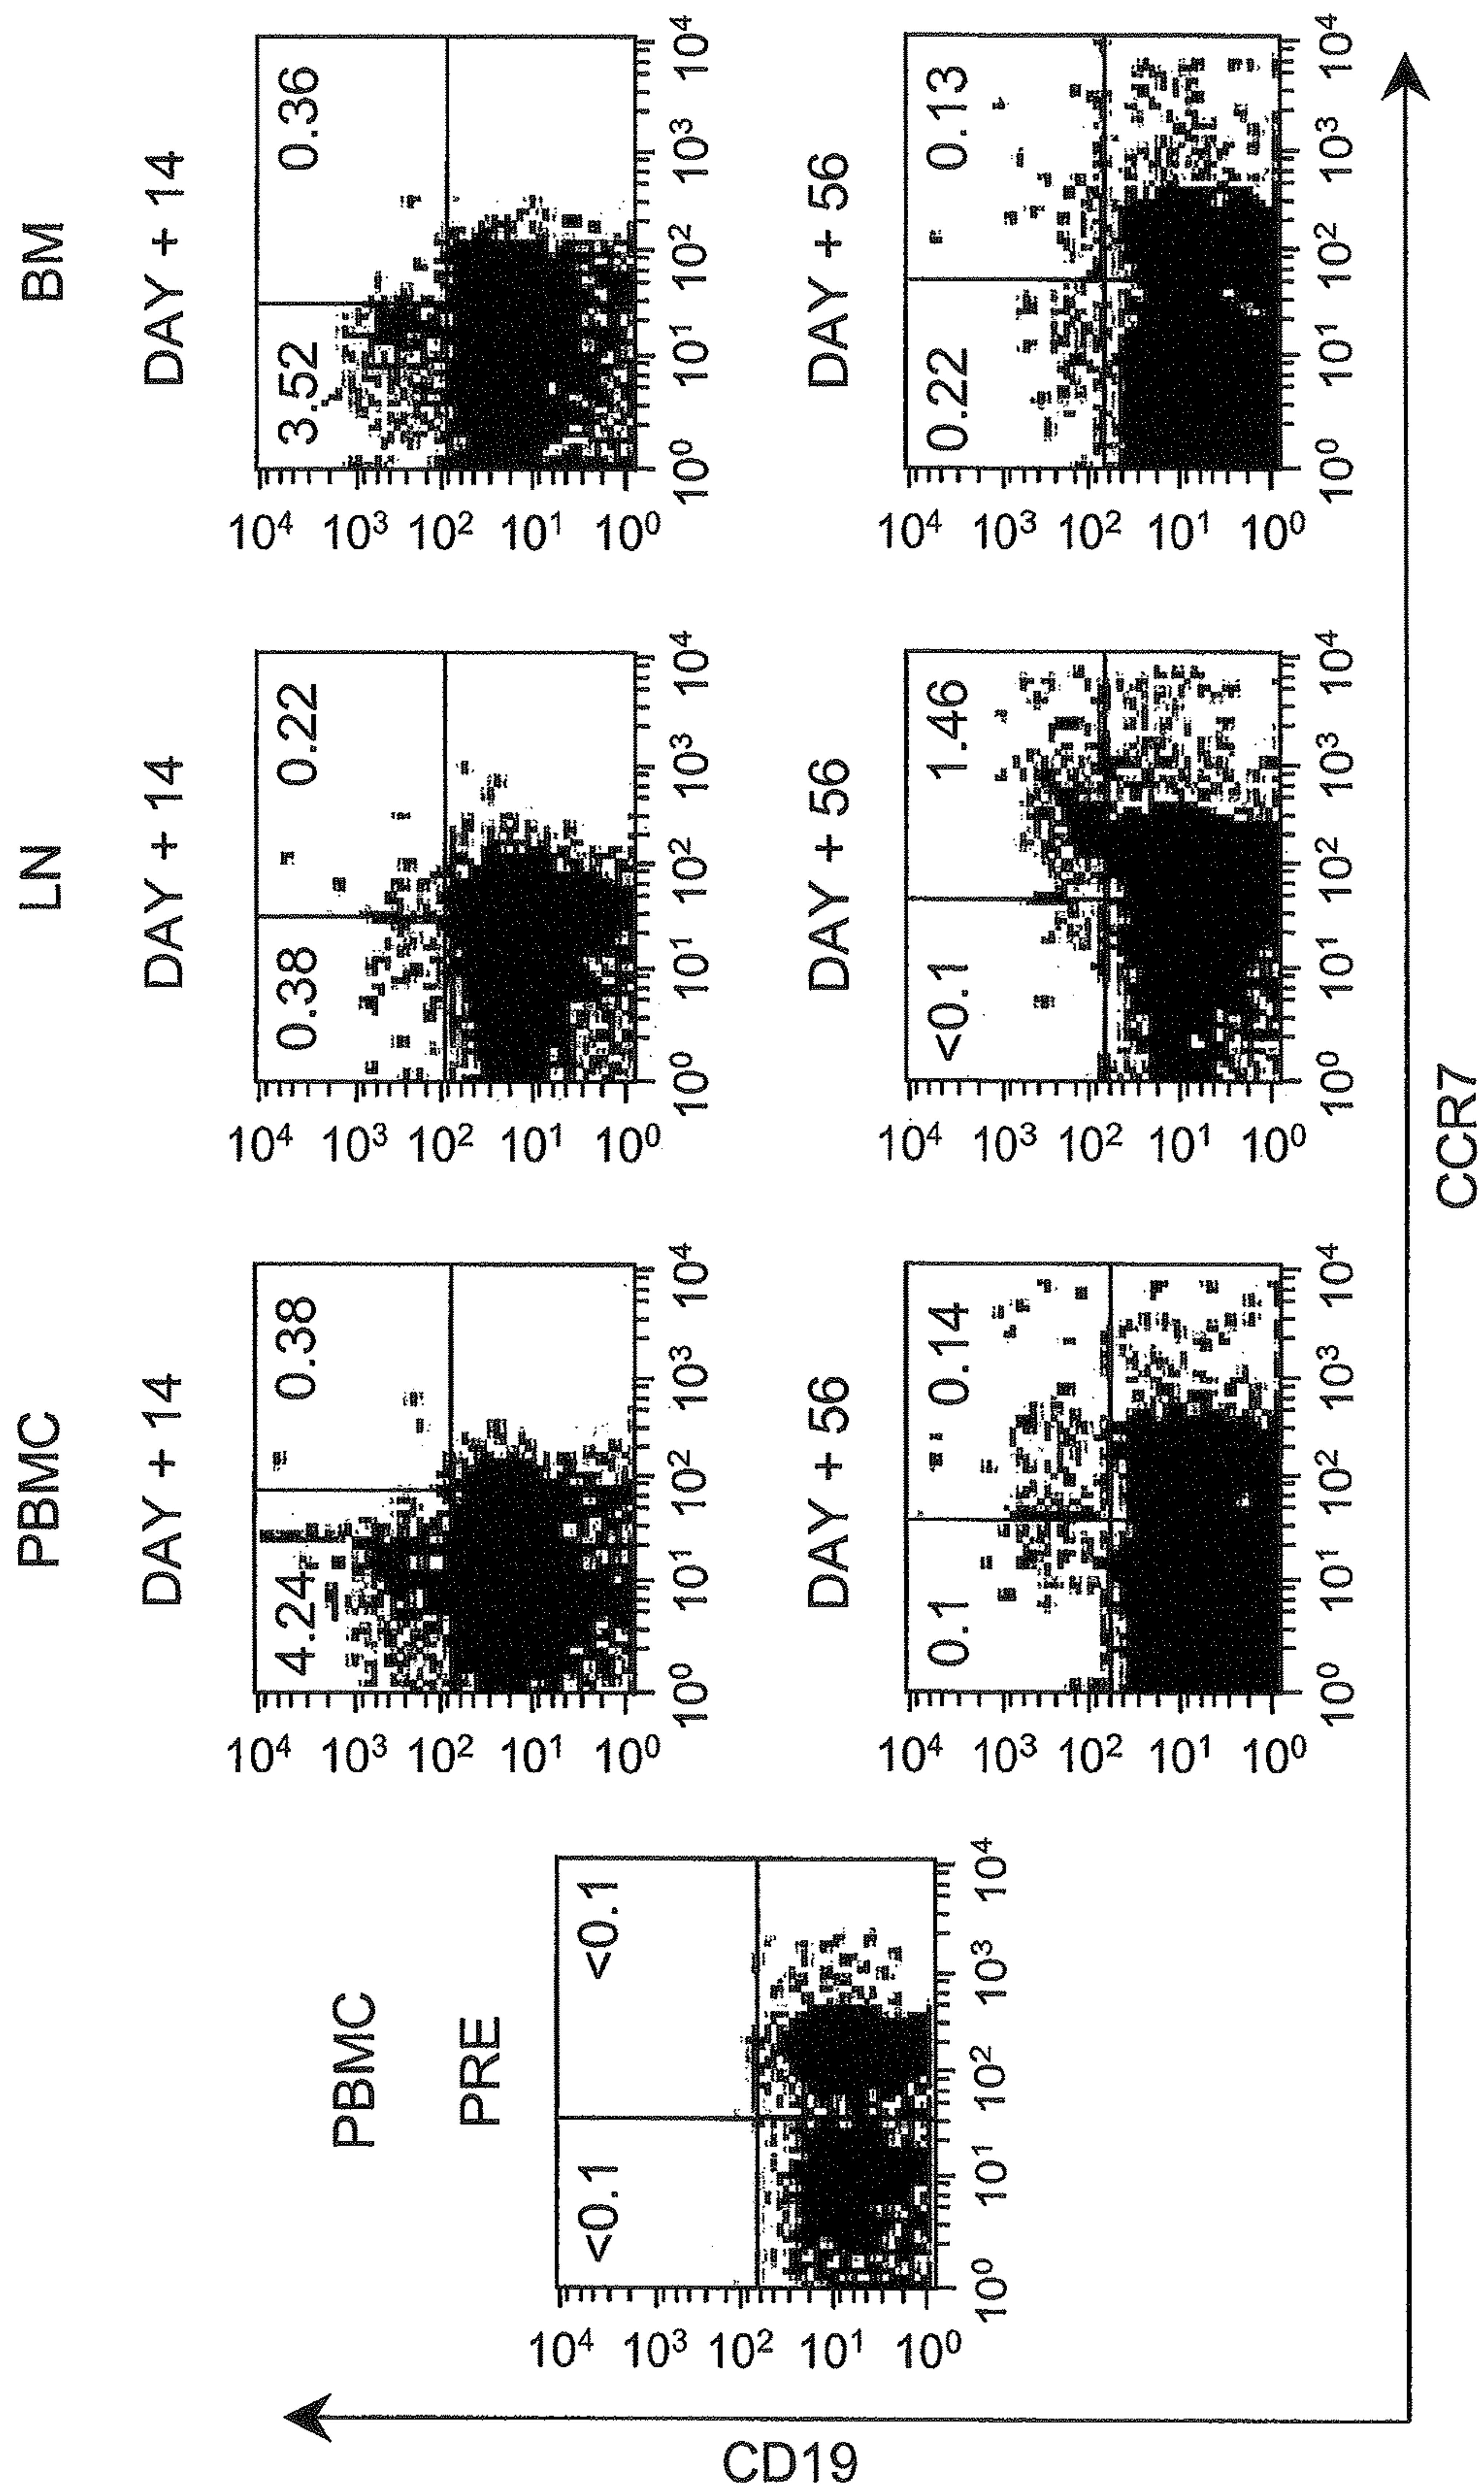 PBMC LN BM
PBMC
DAY + 14 DAY + 14 DAY + 14
PRE
4.24 0.38 0.38 0.22 3.52 0.36
10⁴ 10³ 10² 10¹ 10⁰
10⁰ 10¹ 10² 10³ 10⁴
10⁴ 10³ 10² 10¹ 10⁰
10⁰ 10¹ 10² 10³ 10⁴
10⁴ 10³ 10² 10¹ 10⁰
10⁰ 10¹ 10² 10³ 10⁴
<0.1 <0.1
10⁴ 10³ 10² 10¹ 10⁰
10⁰ 10¹ 10² 10³ 10⁴
DAY + 56 DAY + 56 DAY + 56
0.1 0.14 <0.1 1.46 0.22 0.13
10⁴ 10³ 10² 10¹ 10⁰
10⁰ 10¹ 10² 10³ 10⁴
10⁴ 10³ 10² 10¹ 10⁰
10⁰ 10¹ 10² 10³ 10⁴
10⁴ 10³ 10² 10¹ 10⁰
10⁰ 10¹ 10² 10³ 10⁴
CD19
CCR7